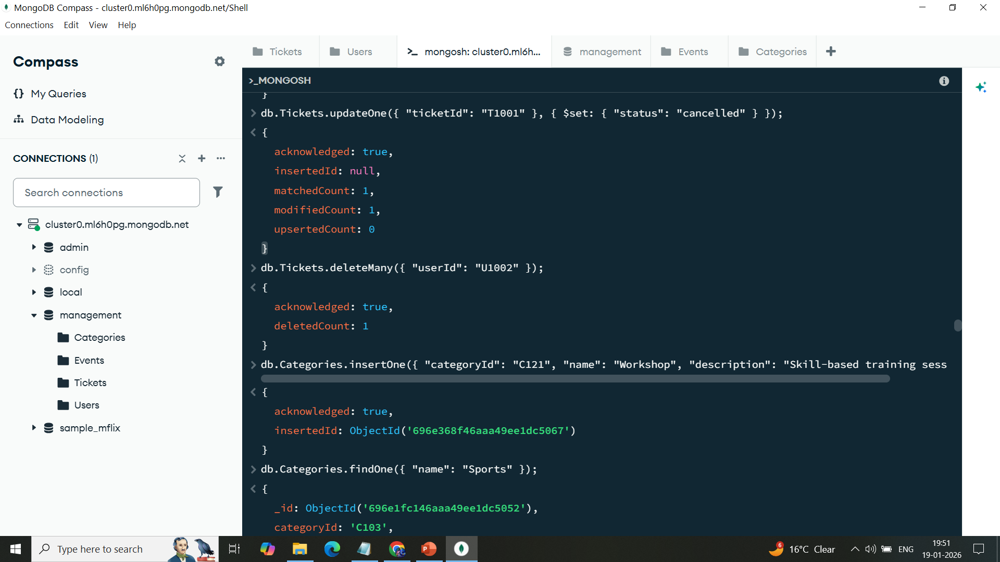 MongoDB Compass - cluster0.ml6h0pg.mongodb.net/Shell
Connections Edit View Help
Compass
My Queries
Data Modeling
CONNECTIONS (1)
Search connections
cluster0.ml6h0pg.mongodb.net
admin
config
local
management
Categories
Events
Tickets
Users
sample_mflix
Tickets Users mongosh: cluster0.ml6h... management Events Categories
>_MONGOSH
}
db.Tickets.updateOne({ "ticketId": "T1001" }, { $set: { "status": "cancelled" } });
{
acknowledged: true,
insertedId: null,
matchedCount: 1,
modifiedCount: 1,
upsertedCount: 0
}
db.Tickets.deleteMany({ "userId": "U1002" });
{
acknowledged: true,
deletedCount: 1
}
db.Categories.insertOne({ "categoryId": "C121", "name": "Workshop", "description": "Skill-based training sess
{
acknowledged: true,
insertedId: ObjectId('696e368f46aaa49ee1dc5067')
}
db.Categories.findOne({ "name": "Sports" });
{
_id: ObjectId('696e1fc146aaa49ee1dc5052'),
categoryId: 'C103',
Type here to search
6 16°C Clear
ENG
19:51
19-01-2026